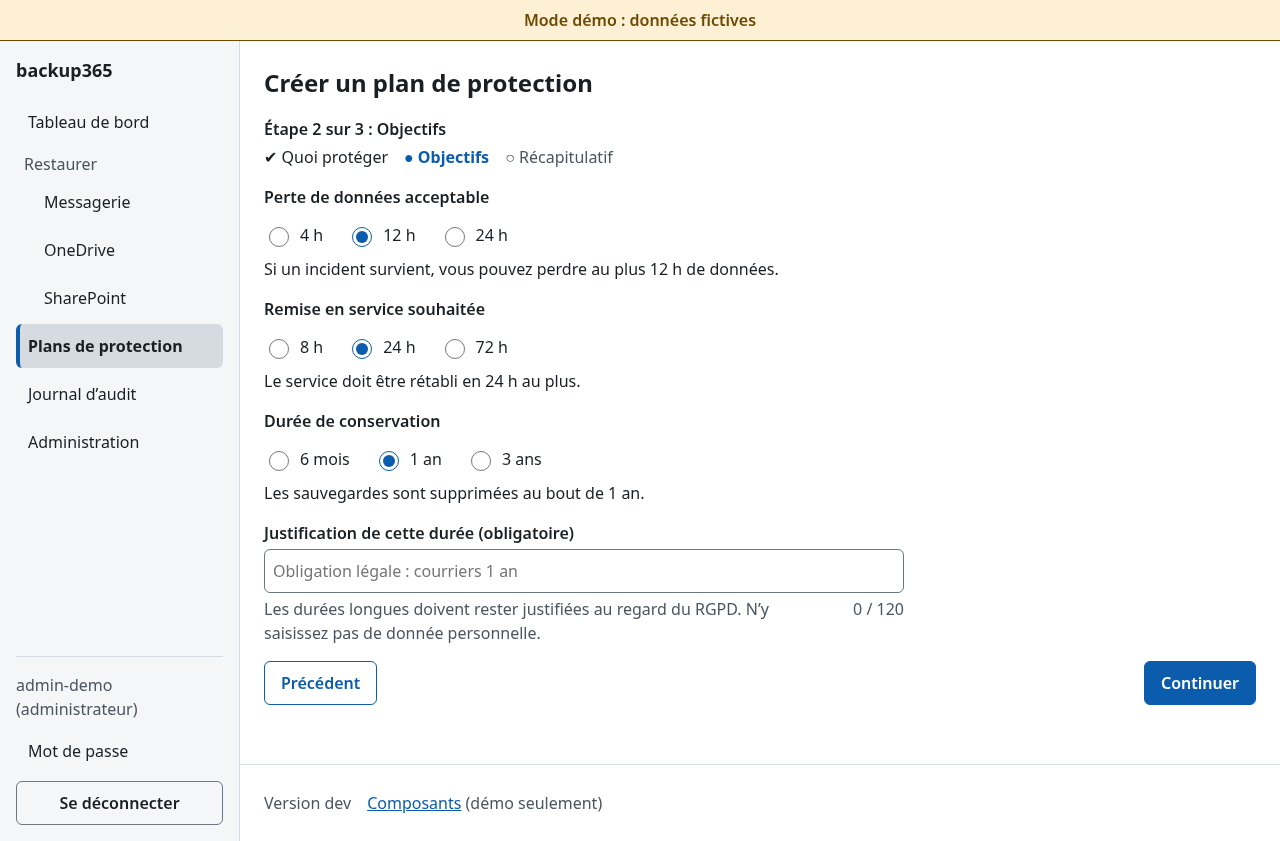 Mode démo : données fictives
backup365
Tableau de bord
Restaurer
Messagerie
OneDrive
SharePoint
Plans de protection
Journal d’audit
Administration
admin-demo
(administrateur)
Mot de passe
Se déconnecter
Créer un plan de protection
Étape 2 sur 3 : Objectifs
✔ Quoi protéger ● Objectifs ○ Récapitulatif
Perte de données acceptable
4 h 12 h 24 h
Si un incident survient, vous pouvez perdre au plus 12 h de données.
Remise en service souhaitée
8 h 24 h 72 h
Le service doit être rétabli en 24 h au plus.
Durée de conservation
6 mois 1 an 3 ans
Les sauvegardes sont supprimées au bout de 1 an.
Justification de cette durée (obligatoire)
Obligation légale : courriers 1 an
Les durées longues doivent rester justifiées au regard du RGPD. N’y 0 / 120
saisissez pas de donnée personnelle.
Précédent Continuer
Version dev Composants (démo seulement)